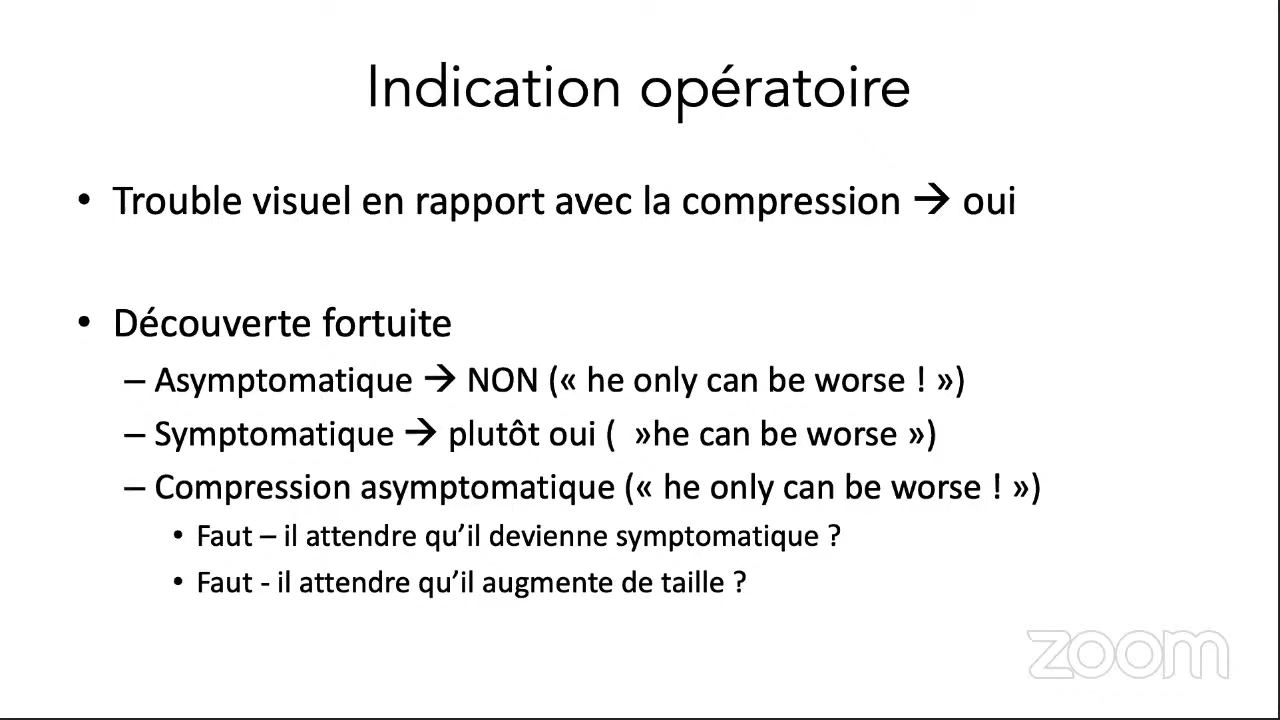 Indication opératoire
• Trouble visuel en rapport avec la compression → oui
• Découverte fortuite
– Asymptomatique → NON (« he only can be worse ! »)
– Symptomatique → plutôt oui (  »he can be worse »)
– Compression asymptomatique (« he only can be worse ! »)
• Faut – il attendre qu’il devienne symptomatique ?
• Faut - il attendre qu’il augmente de taille ?
zoom